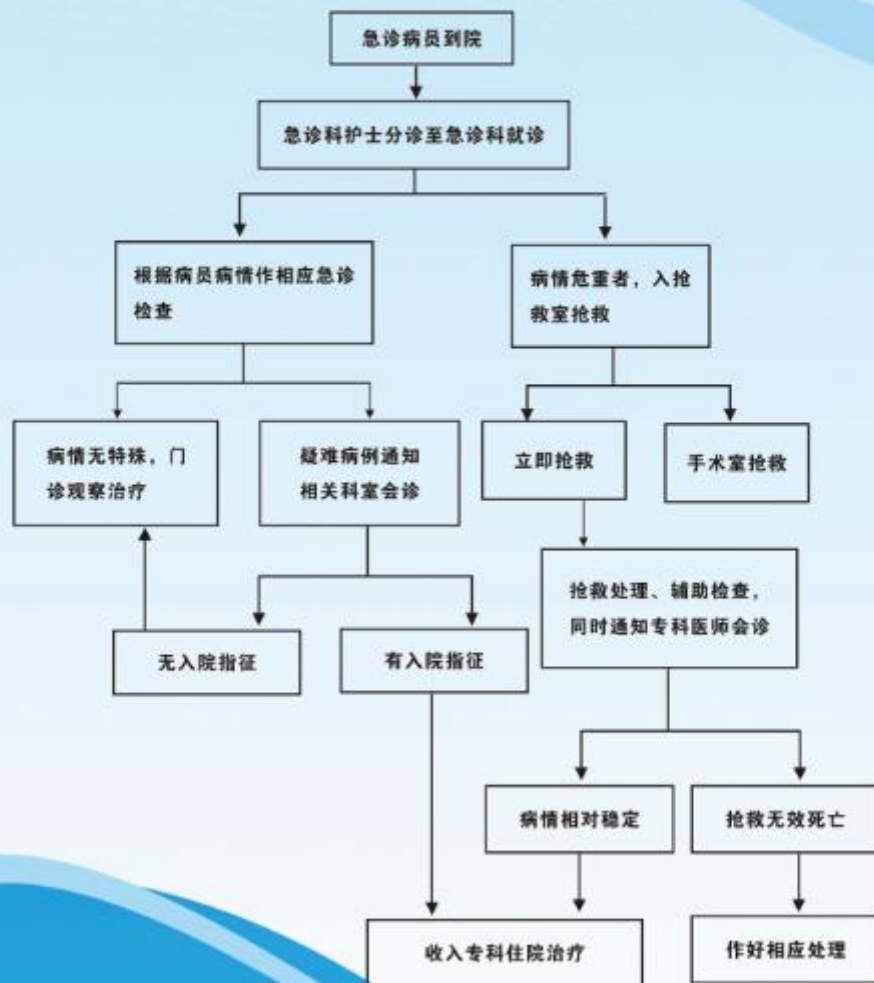 急诊病员到院
急诊科护士分诊至急诊科就诊
根据病员病情作相应急诊
检查
病情危重者，入抢
救室抢救
病情无特殊，门
诊观察治疗
疑难病例通知
相关科室会诊
立即抢救
手术室抢救
抢救处理、辅助检查，
同时通知专科医师会诊
无入院指征
有入院指征
病情相对稳定
抢救无效死亡
收入专科住院治疗
作好相应处理